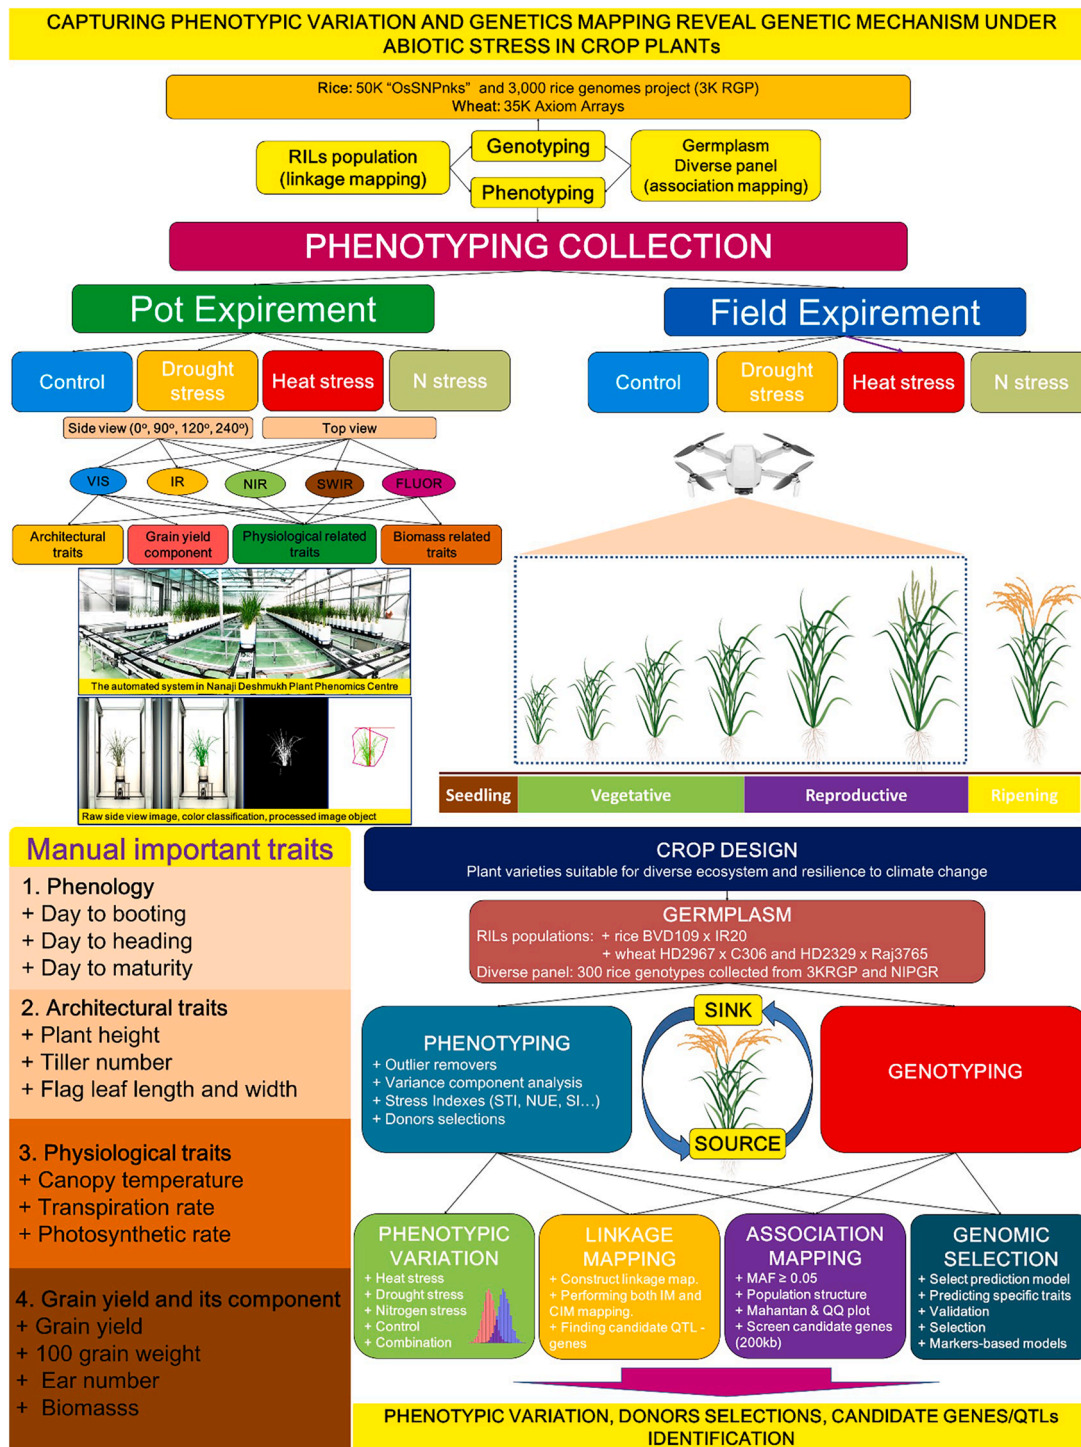 CAPTURING PHENOTYPIC VARIATION AND GENETICS MAPPING REVEAL GENETIC MECHANISM UNDER
ABIOTIC STRESS IN CROP PLANTs
Rice: 50K "OsSNPnks" and 3,000 rice genomes project (3K RGP)
Wheat: 35K Axiom Arrays
RILs population
(linkage mapping)
Genotyping
Phenotyping
Germplasm
Diverse panel
(association mapping)
PHENOTYPING COLLECTION
Pot Expirement
Field Expirement
Control
Drought
stress
Heat stress
N stress
Control
Drought
stress
Heat stress
N stress
Side view (0º, 90º, 120º, 240º)
Top view
VIS
IR
NIR
SWIR
FLUOR
Architectural
traits
Grain yield
component
Physiological related
traits
Biomass related
traits
The automated system in Nanaji Deshmukh Plant Phenomics Centre
Raw side view image, color classification, processed image object
Seedling
Vegetative
Reproductive
Ripening
Manual important traits
1. Phenology
+ Day to booting
+ Day to heading
+ Day to maturity
2. Architectural traits
+ Plant height
+ Tiller number
+ Flag leaf length and width
3. Physiological traits
+ Canopy temperature
+ Transpiration rate
+ Photosynthetic rate
4. Grain yield and its component
+ Grain yield
+ 100 grain weight
+ Ear number
+ Biomasss
CROP DESIGN
Plant varieties suitable for diverse ecosystem and resilience to climate change
GERMPLASM
RILs populations: + rice BVD109 x IR20
+ wheat HD2967 x C306 and HD2329 x Raj3765
Diverse panel: 300 rice genotypes collected from 3KRGP and NIPGR
PHENOTYPING
+ Outlier removers
+ Variance component analysis
+ Stress Indexes (STI, NUE, SI...)
+ Donors selections
SINK
SOURCE
GENOTYPING
PHENOTYPIC
VARIATION
+ Heat stress
+ Drought stress
+ Nitrogen stress
+ Control
+ Combination
LINKAGE
MAPPING
+ Construct linkage map.
+ Performing both IM and
CIM mapping.
+ Finding candidate QTL -
genes
ASSOCIATION
MAPPING
+ MAF ≥ 0.05
+ Population structure
+ Mahantan & QQ plot
+ Screen candidate genes
(200kb)
GENOMIC
SELECTION
+ Select prediction model
+ Predicting specific traits
+ Validation
+ Selection
+ Markers-based models
PHENOTYPIC VARIATION, DONORS SELECTIONS, CANDIDATE GENES/QTLs
IDENTIFICATION